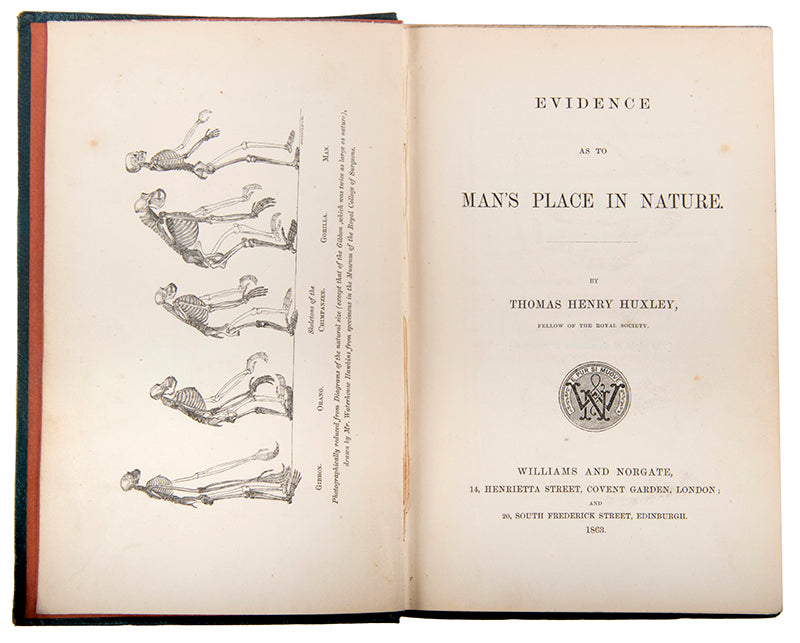 GIBBON. ORANG. CHIMPANZEE. GORILLA. MAN.
Skeletons of the
Photographically reduced from Diagrams of the natural size (except that of the Gibbon, which was twice as large as nature),
drawn by Mr. Waterhouse Hawkins from specimens in the Museum of the Royal College of Surgeons.
EVIDENCE
AS TO
MAN'S PLACE IN NATURE.
BY
THOMAS HENRY HUXLEY,
FELLOW OF THE ROYAL SOCIETY.
E PUR SI MUOVE
WN
WILLIAMS AND NORGATE,
14, HENRIETTA STREET, COVENT GARDEN, LONDON;
AND
20, SOUTH FREDERICK STREET, EDINBURGH.
1863.